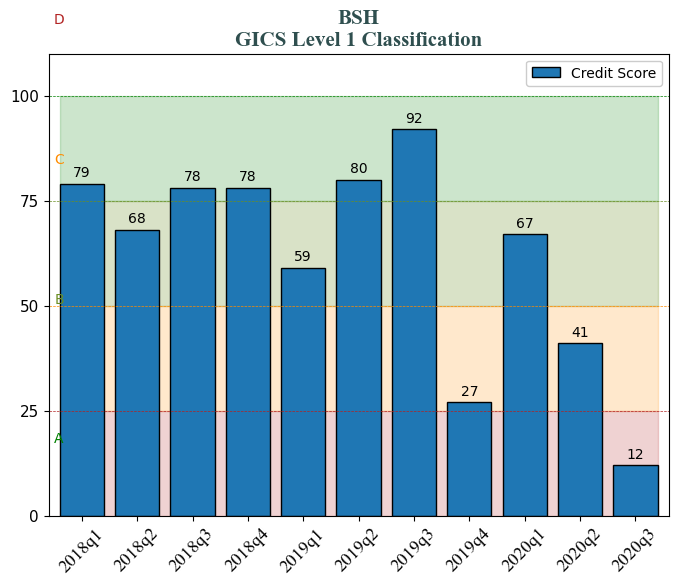 D
BSH
GICS Level 1 Classification
Credit Score
100
75
50
25
0
C
B
A
79
68
78
78
59
80
92
27
67
41
12
2018q1
2018q2
2018q3
2018q4
2019q1
2019q2
2019q3
2019q4
2020q1
2020q2
2020q3